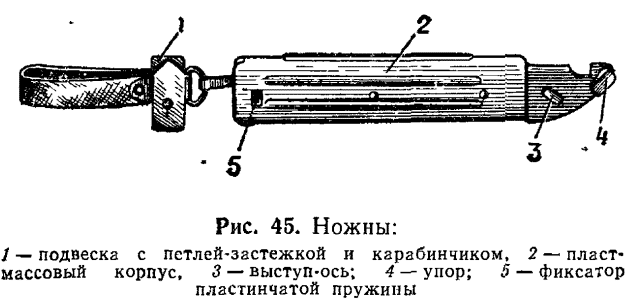 1
2
3
4
5
Рис. 45. Ножны:
1 — подвеска с петлей-застежкой и карабинчиком, 2 — пласт-
массовый корпус, 3 — выступ-ось; 4 — упор; 5 — фиксатор
пластинчатой пружины